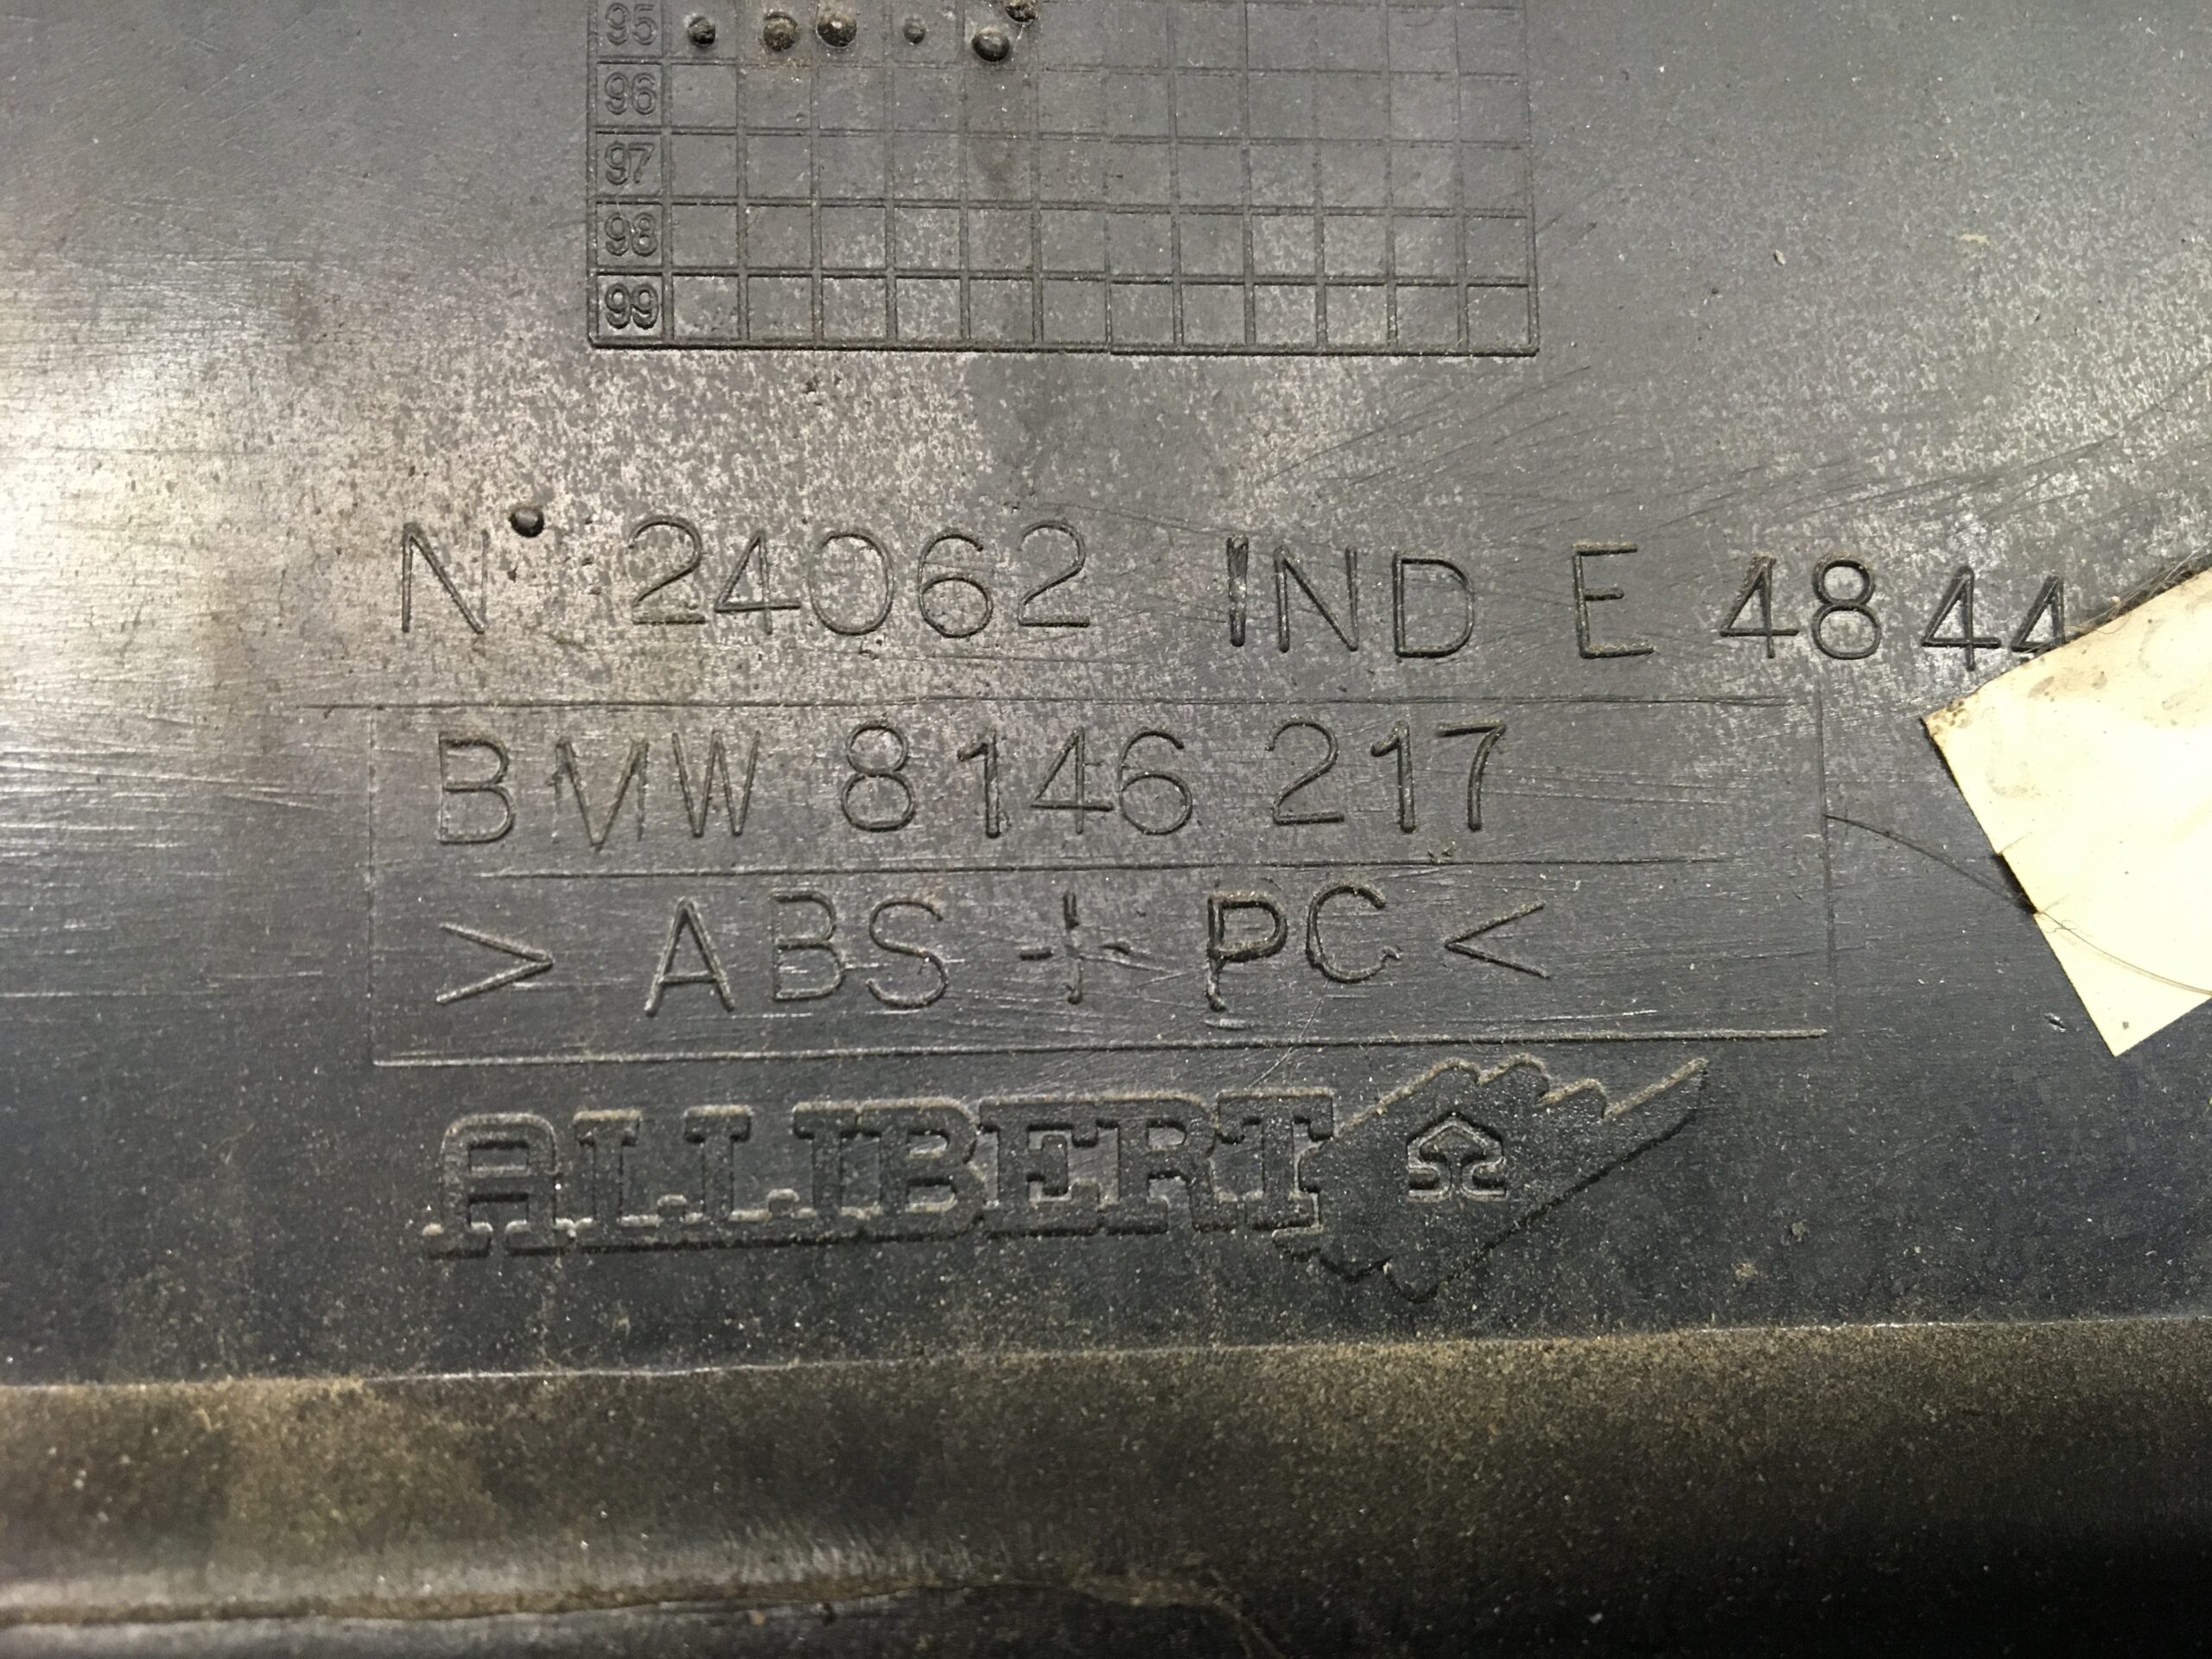 95
96
97
98
99
N° 24062 IND E 4844
BMW 8146 217
> ABS + PC <
ALLIBERT